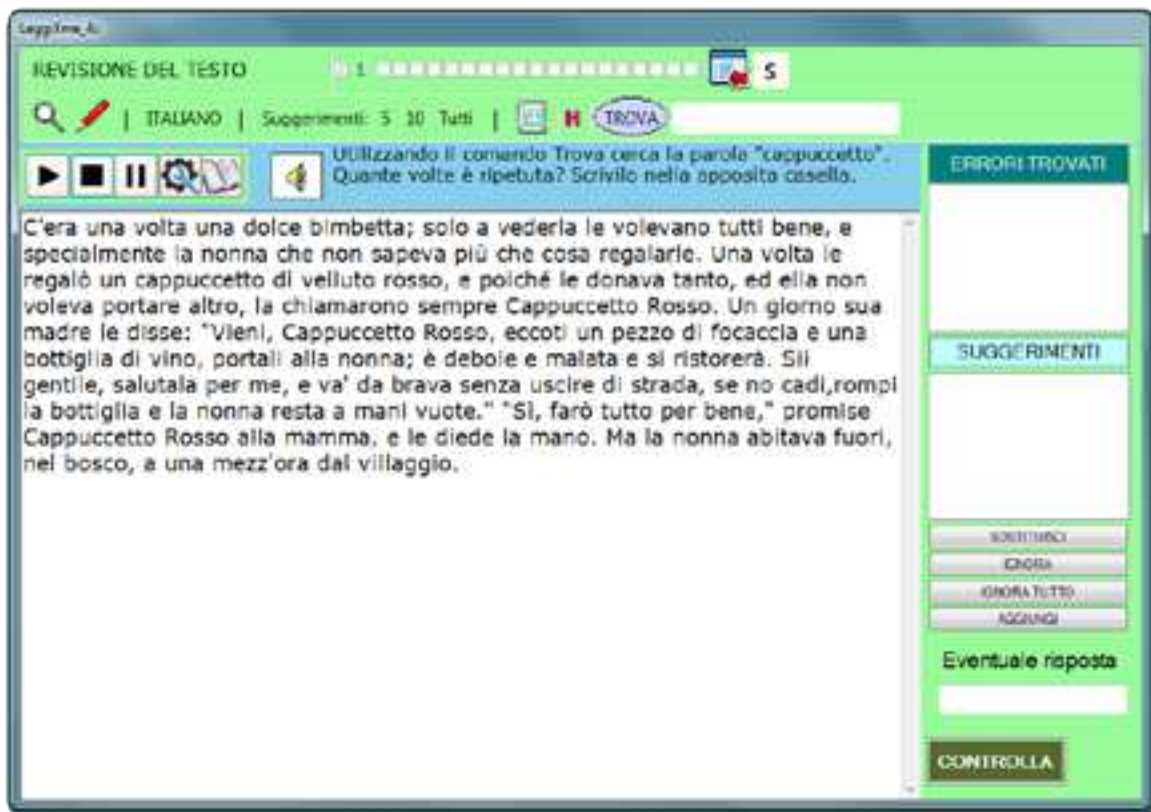 LeggiXme_Jr
REVISIONE DEL TESTO 1 S
ITALIANO | Suggerimenti: 5 10 Tutti | H TROVA
Utilizzando il comando Trova cerca la parola "cappuccetto".
Quante volte è ripetuta? Scrivilo nella apposita casella.
C'era una volta una dolce bimbetta; solo a vederla le volevano tutti bene, e
specialmente la nonna che non sapeva più che cosa regalarle. Una volta le
regalò un cappuccetto di velluto rosso, e poiché le donava tanto, ed ella non
voleva portare altro, la chiamarono sempre Cappuccetto Rosso. Un giorno sua
madre le disse: "Vieni, Cappuccetto Rosso, eccoti un pezzo di focaccia e una
bottiglia di vino, portali alla nonna; è debole e malata e si ristorerà. Sii
gentile, salutala per me, e va' da brava senza uscire di strada, se no cadi,rompi
la bottiglia e la nonna resta a mani vuote." "Sì, farò tutto per bene," promise
Cappuccetto Rosso alla mamma, e le diede la mano. Ma la nonna abitava fuori,
nel bosco, a una mezz'ora dal villaggio.
ERRORI TROVATI
SUGGERIMENTI
SOSTITUISCI
IGNORA
IGNORA TUTTO
AGGIUNGI
Eventuale risposta
CONTROLLA